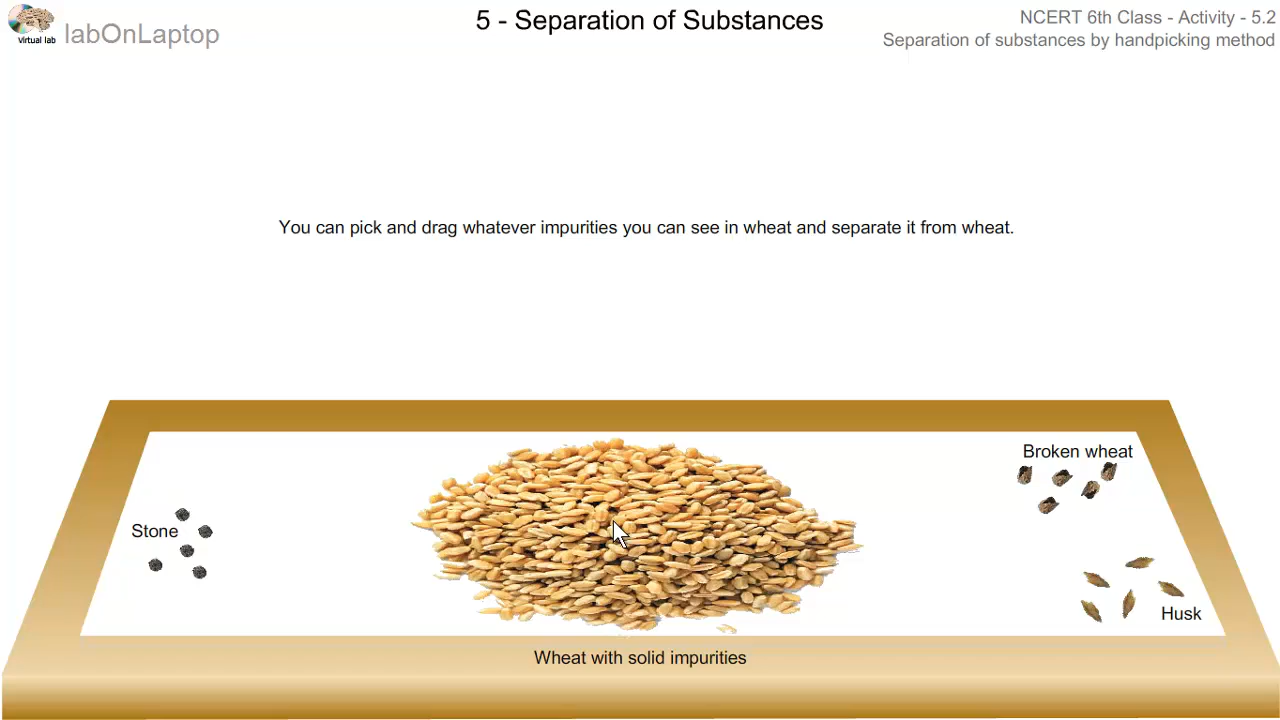 5 - Separation of Substances
NCERT 6th Class - Activity - 5.2
Separation of substances by handpicking method
Virtual lab
labOnLaptop
You can pick and drag whatever impurities you can see in wheat and separate it from wheat.
Broken wheat
Stone
Husk
Wheat with solid impurities